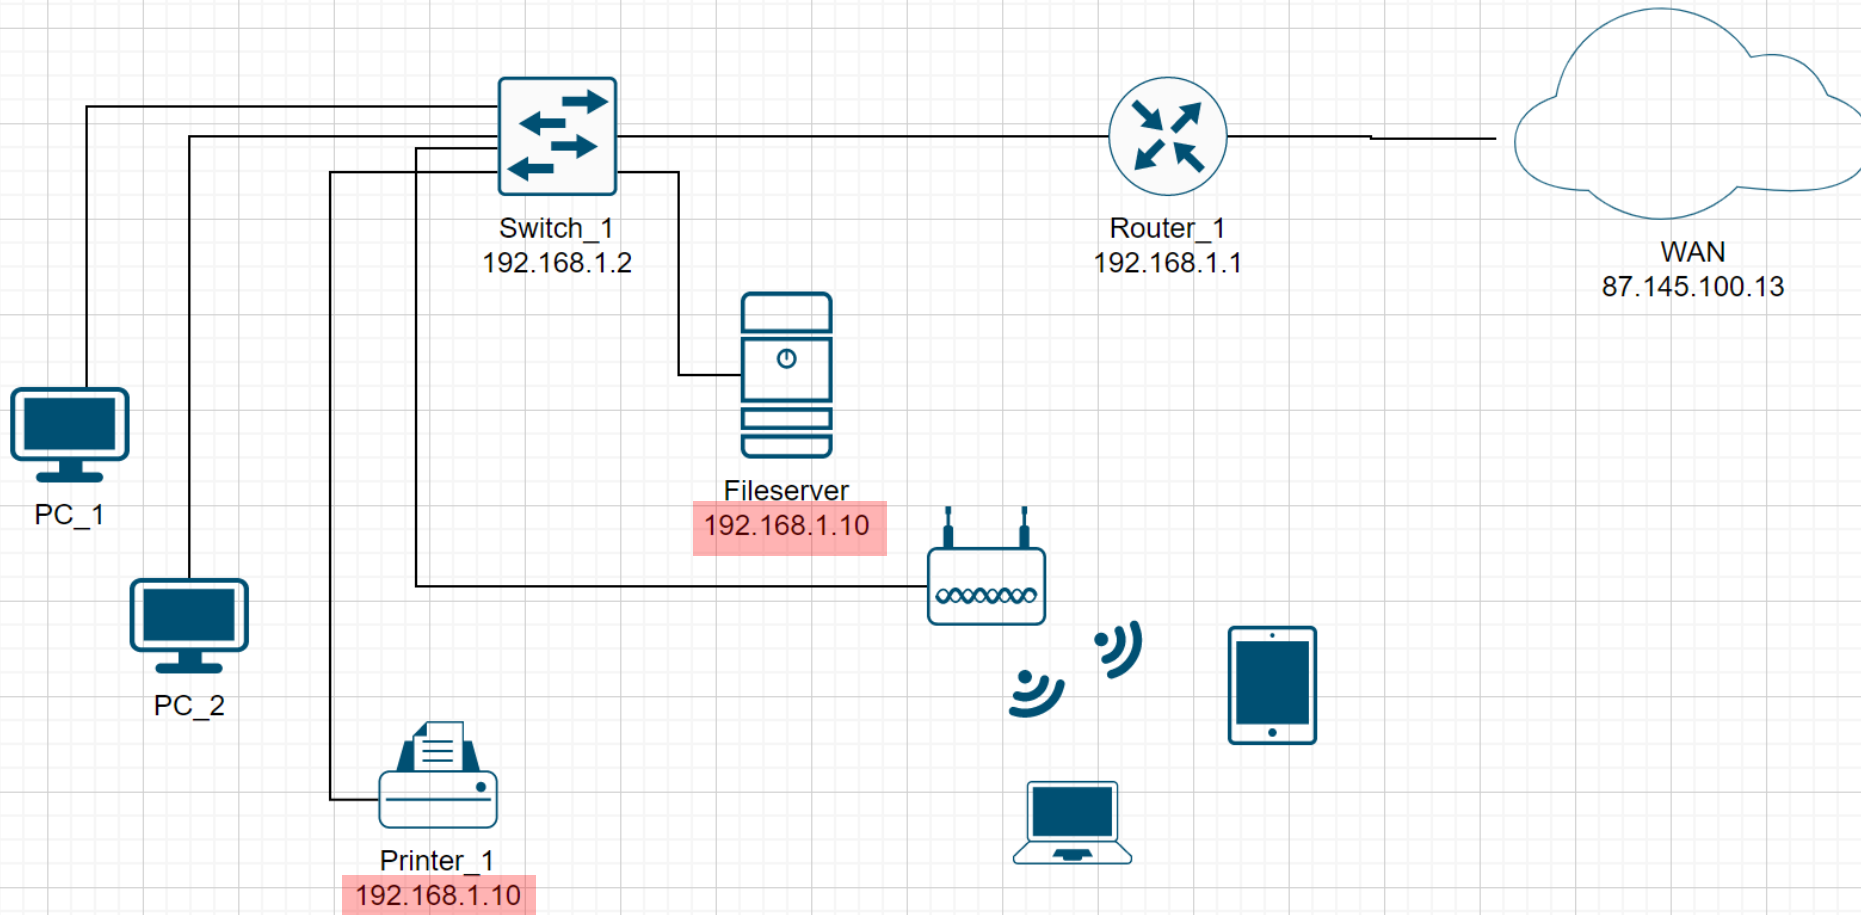 Switch_1
192.168.1.2
Router_1
192.168.1.1
WAN
87.145.100.13
Fileserver
192.168.1.10
PC_1
PC_2
Printer_1
192.168.1.10